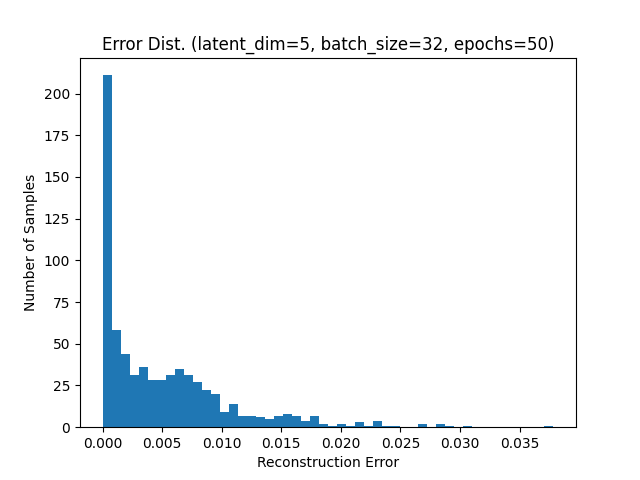 Error Dist. (latent_dim=5, batch_size=32, epochs=50)
Number of Samples
200
175
150
125
100
75
50
25
0
0.000 0.005 0.010 0.015 0.020 0.025 0.030 0.035
Reconstruction Error